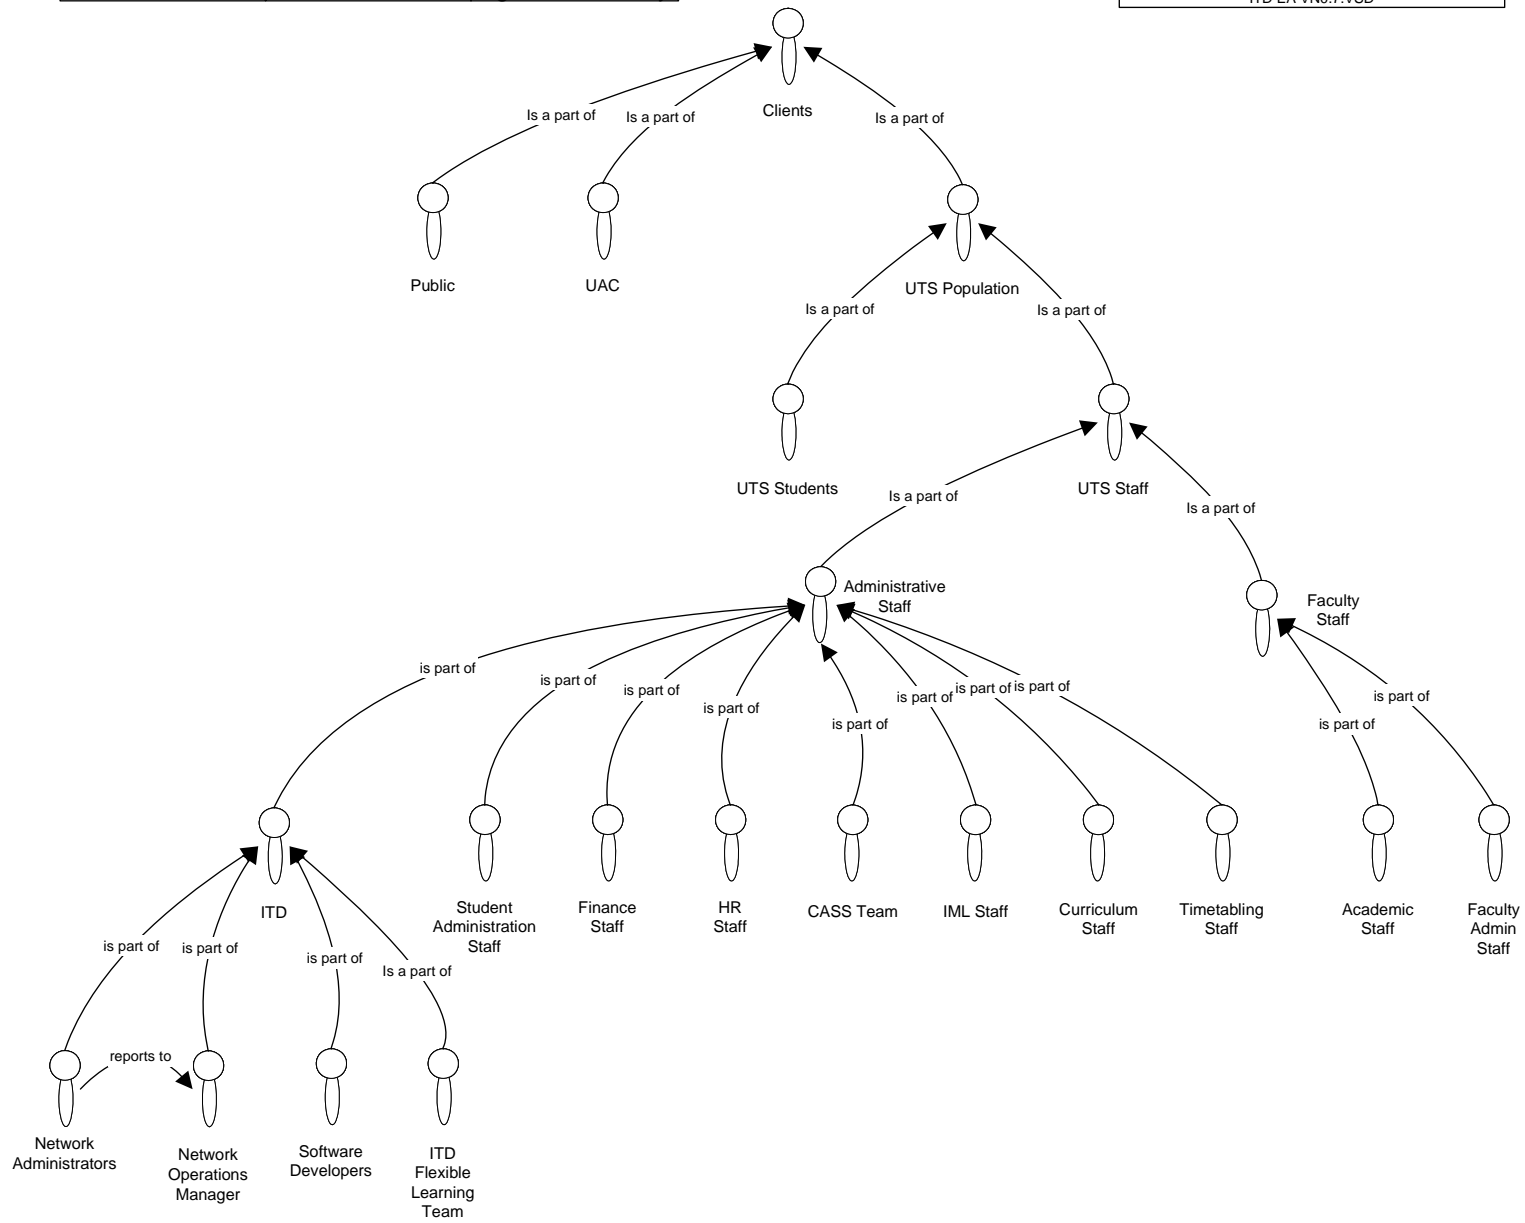 Clients
Is a part of
Is a part of
Is a part of
Public
UAC
UTS Population
Is a part of
Is a part of
UTS Students
UTS Staff
Is a part of
Is a part of
Administrative
Staff
Faculty
Staff
is part of
is part of
is part of
is part of
is part of
is part of
is part of
is part of
is part of
is part of
ITD
Student
Administration
Staff
Finance
Staff
HR
Staff
CASS Team
IML Staff
Curriculum
Staff
Timetabling
Staff
Academic
Staff
Faculty
Admin
Staff
is part of
is part of
is part of
Is a part of
reports to
Network
Administrators
Network
Operations
Manager
Software
Developers
ITD
Flexible
Learning
Team